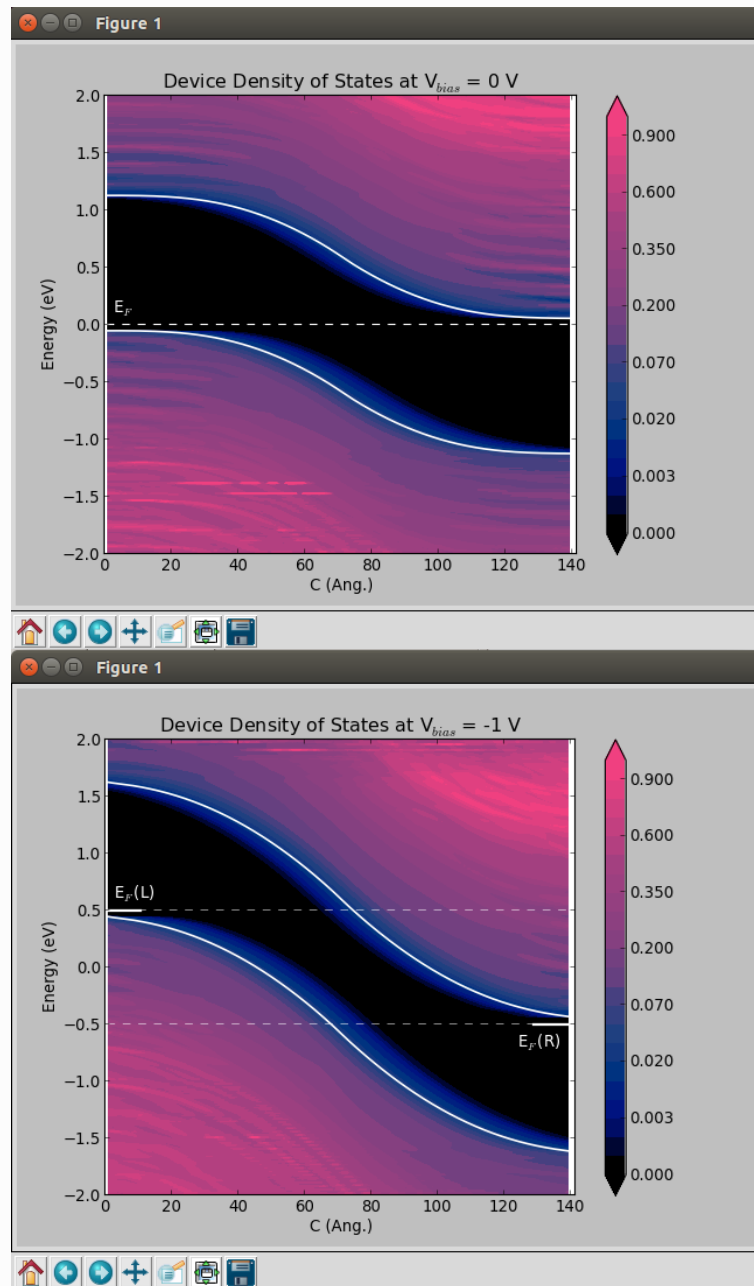 Figure 1
Device Density of States at V_bias = 0 V
2.0
1.5
1.0
0.5
0.0
−0.5
−1.0
−1.5
−2.0
Energy (eV)
E_F
0 20 40 60 80 100 120 140
C (Ang.)
0.900
0.600
0.350
0.200
0.070
0.020
0.003
0.000
Figure 1
Device Density of States at V_bias = -1 V
2.0
1.5
1.0
0.5
0.0
−0.5
−1.0
−1.5
−2.0
Energy (eV)
E_F(L)
E_F(R)
0 20 40 60 80 100 120 140
C (Ang.)
0.900
0.600
0.350
0.200
0.070
0.020
0.003
0.000